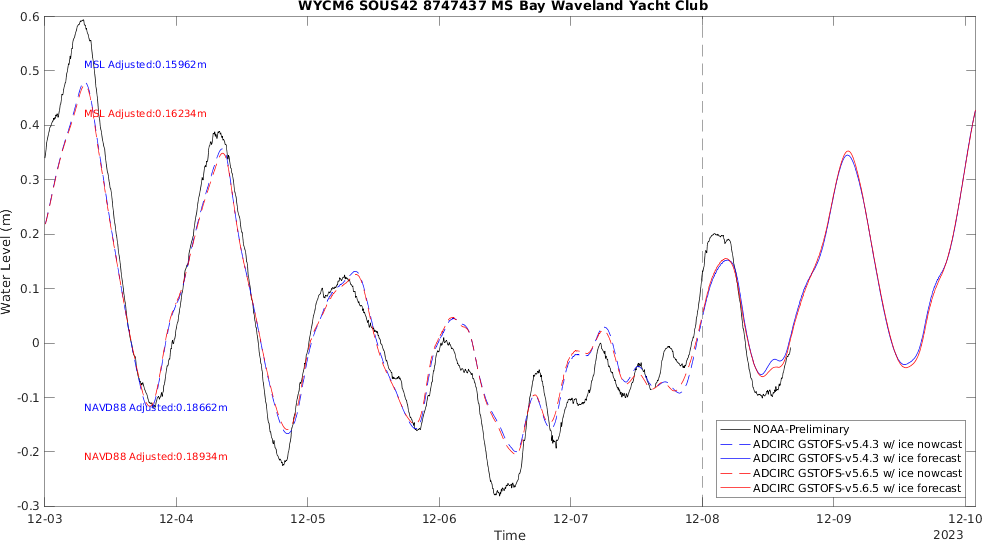 WYCM6 SOUS42 8747437 MS Bay Waveland Yacht Club
0.6
0.5
0.4
0.3
0.2
0.1
0
-0.1
-0.2
-0.3
Water Level (m)
MSL Adjusted:0.15962m
MSL Adjusted:0.16234m
NAVD88 Adjusted:0.18662m
NAVD88 Adjusted:0.18934m
NOAA-Preliminary
ADCIRC GSTOFS-v5.4.3 w/ ice nowcast
ADCIRC GSTOFS-v5.4.3 w/ ice forecast
ADCIRC GSTOFS-v5.6.5 w/ ice nowcast
ADCIRC GSTOFS-v5.6.5 w/ ice forecast
12-03 12-04 12-05 12-06 12-07 12-08 12-09 12-10
Time
2023